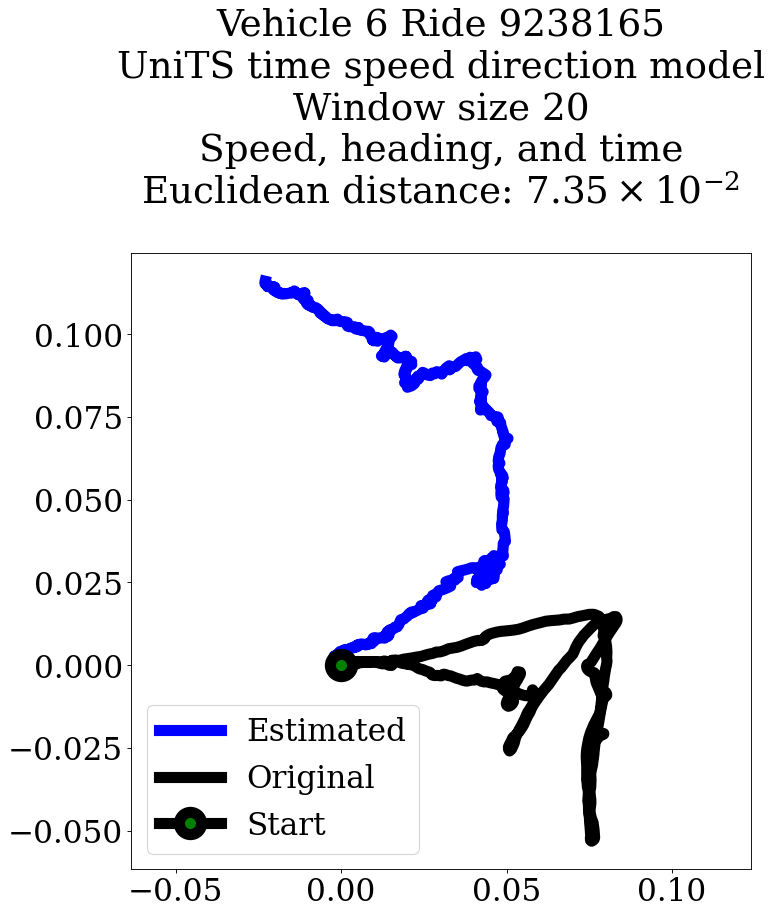 Vehicle 6 Ride 9238165
UniTS time speed direction model
Window size 20
Speed, heading, and time
Euclidean distance: 7.35 × 10⁻²
0.100
0.075
0.050
0.025
0.000
−0.025
−0.050
Estimated
Original
Start
−0.05 0.00 0.05 0.10